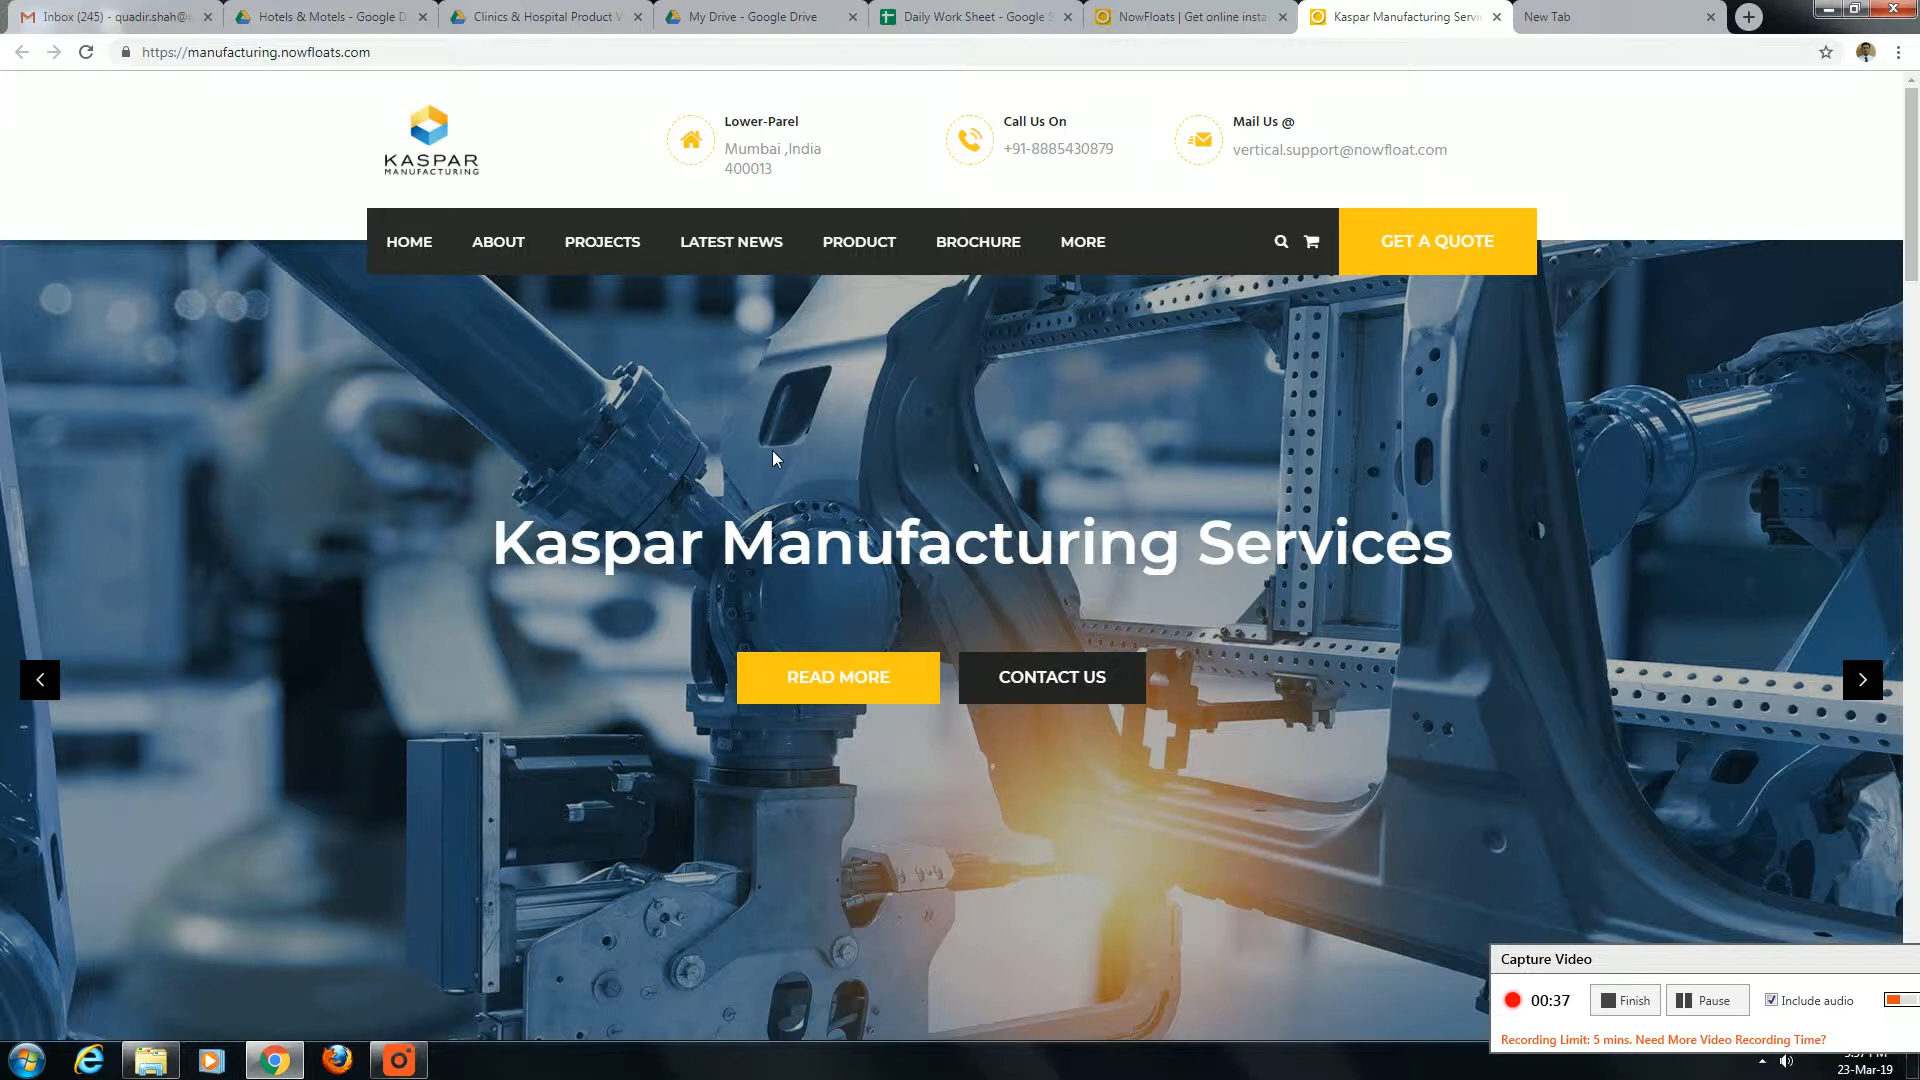 Inbox (245) - quadir.shah@
Hotels & Motels - Google D
Clinics & Hospital Product V
My Drive - Google Drive
Daily Work Sheet - Google S
NowFloats | Get online insta
Kaspar Manufacturing Servi
New Tab
https://manufacturing.nowfloats.com
KASPAR
MANUFACTURING
Lower-Parel
Mumbai ,India
400013
Call Us On
+91-8885430879
Mail Us @
vertical.support@nowfloat.com
HOME
ABOUT
PROJECTS
LATEST NEWS
PRODUCT
BROCHURE
MORE
GET A QUOTE
Kaspar Manufacturing Services
READ MORE
CONTACT US
Capture Video
00:37
Finish
Pause
Include audio
Recording Limit: 5 mins. Need More Video Recording Time?
23-Mar-19